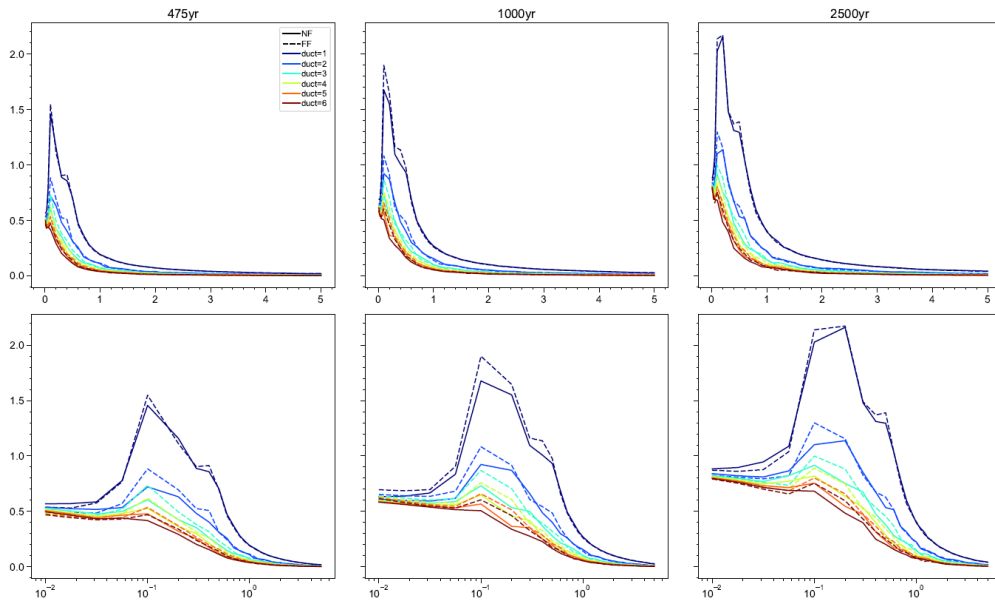 475yr
1000yr
2500yr
NF
FF
duct=1
duct=2
duct=3
duct=4
duct=5
duct=6
2.0
1.5
1.0
0.5
0.0
0 1 2 3 4 5
0 1 2 3 4 5
0 1 2 3 4 5
2.0
1.5
1.0
0.5
0.0
10⁻² 10⁻¹ 10⁰
10⁻² 10⁻¹ 10⁰
10⁻² 10⁻¹ 10⁰